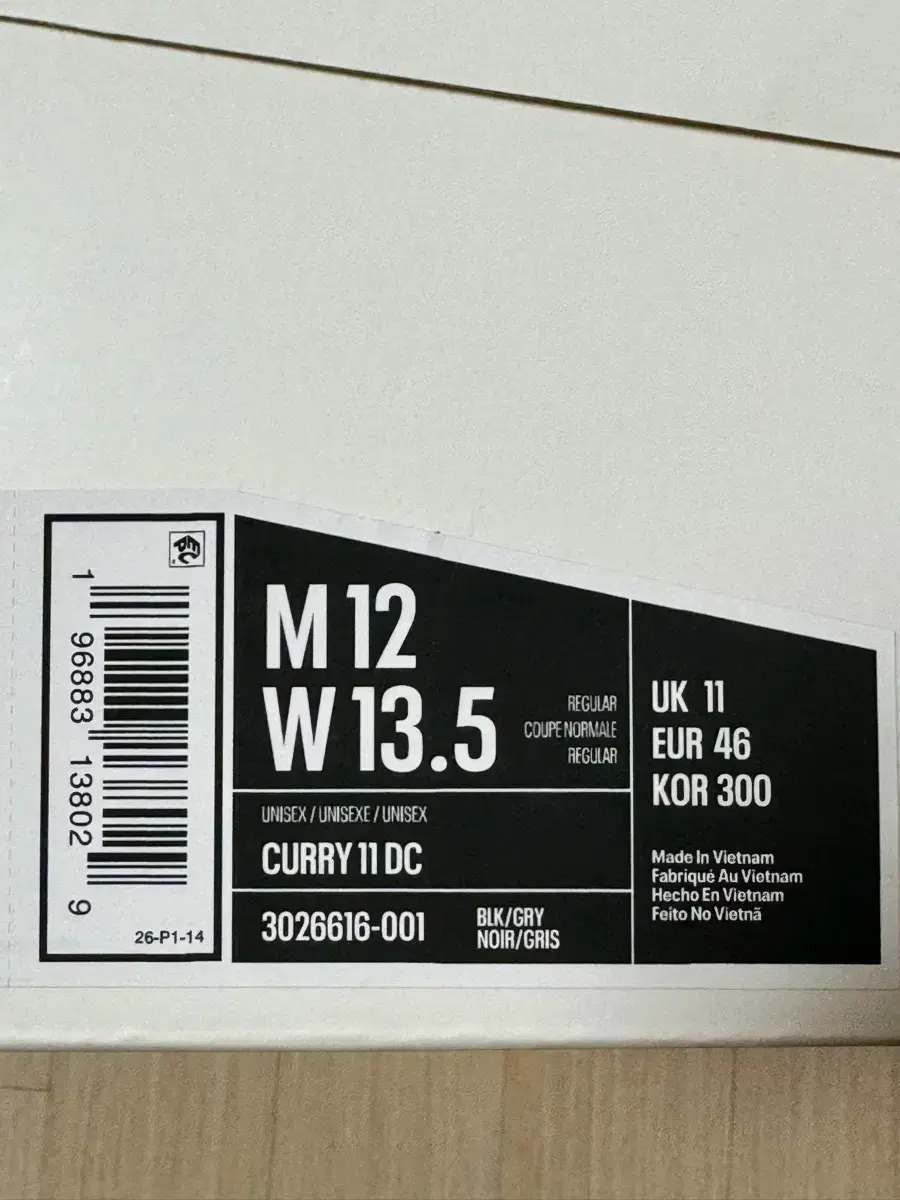 1 96883 13802 9
26-P1-14
M 12
W 13.5
REGULAR
COUPE NORMALE
REGULAR
UNISEX / UNISEXE / UNISEX
CURRY 11 DC
3026616-001
BLK/GRY
NOIR/GRIS
UK 11
EUR 46
KOR 300
Made In Vietnam
Fabriqué Au Vietnam
Hecho En Vietnam
Feito No Vietnã